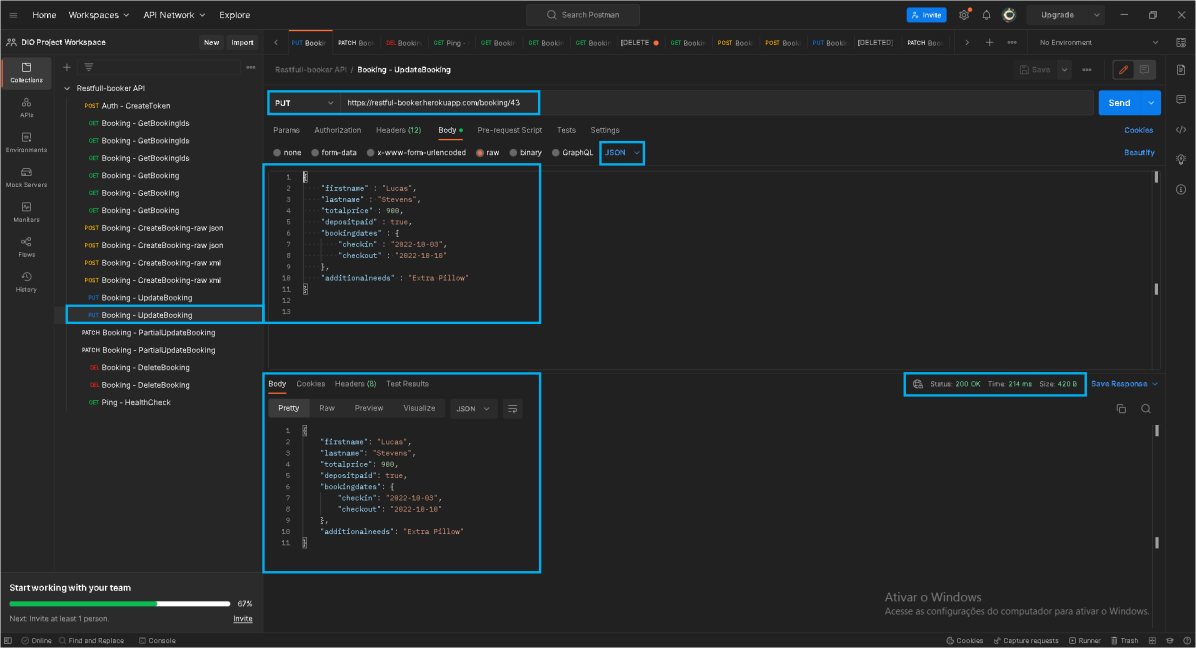 Home Workspaces API Network Explore Search Postman Invite Upgrade
DIO Project Workspace New Import
PUT Bookin PATCH Boo DEL Bookin GET Ping - GET Bookin GET Bookin GET Bookin [DELETE GET Bookin POST Book POST Book PUT Bookin [DELETED] PATCH Boo No Environment
Collections
APIs
Environments
Mock Servers
Monitors
Flows
History
Restfull-booker API
POST Auth - CreateToken
GET Booking - GetBookingIds
GET Booking - GetBookingIds
GET Booking - GetBookingIds
GET Booking - GetBooking
GET Booking - GetBooking
GET Booking - GetBooking
POST Booking - CreateBooking-raw json
POST Booking - CreateBooking-raw json
POST Booking - CreateBooking-raw xml
POST Booking - CreateBooking-raw xml
PUT Booking - UpdateBooking
PUT Booking - UpdateBooking
PATCH Booking - PartialUpdateBooking
PATCH Booking - PartialUpdateBooking
DEL Booking - DeleteBooking
DEL Booking - DeleteBooking
GET Ping - HealthCheck
Start working with your team
67%
Next: Invite at least 1 person. Invite
Restfull-booker API / Booking - UpdateBooking Save
PUT https://restful-booker.herokuapp.com/booking/43 Send
Params Authorization Headers (12) Body Pre-request Script Tests Settings Cookies
none form-data x-www-form-urlencoded raw binary GraphQL JSON Beautify
1 {
2 "firstname" : "Lucas",
3 "lastname" : "Stevens",
4 "totalprice" : 900,
5 "depositpaid" : true,
6 "bookingdates" : {
7 "checkin" : "2022-10-03",
8 "checkout" : "2022-10-10"
9 },
10 "additionalneeds" : "Extra Pillow"
11 }
12
13
Body Cookies Headers (8) Test Results Status: 200 OK Time: 214 ms Size: 420 B Save Response
Pretty Raw Preview Visualize JSON
1 {
2 "firstname": "Lucas",
3 "lastname": "Stevens",
4 "totalprice": 900,
5 "depositpaid": true,
6 "bookingdates": {
7 "checkin": "2022-10-03",
8 "checkout": "2022-10-10"
9 },
10 "additionalneeds": "Extra Pillow"
11 }
Ativar o Windows
Acesse as configurações do computador para ativar o Windows.
Online Find and Replace Console Cookies Capture requests Runner Trash